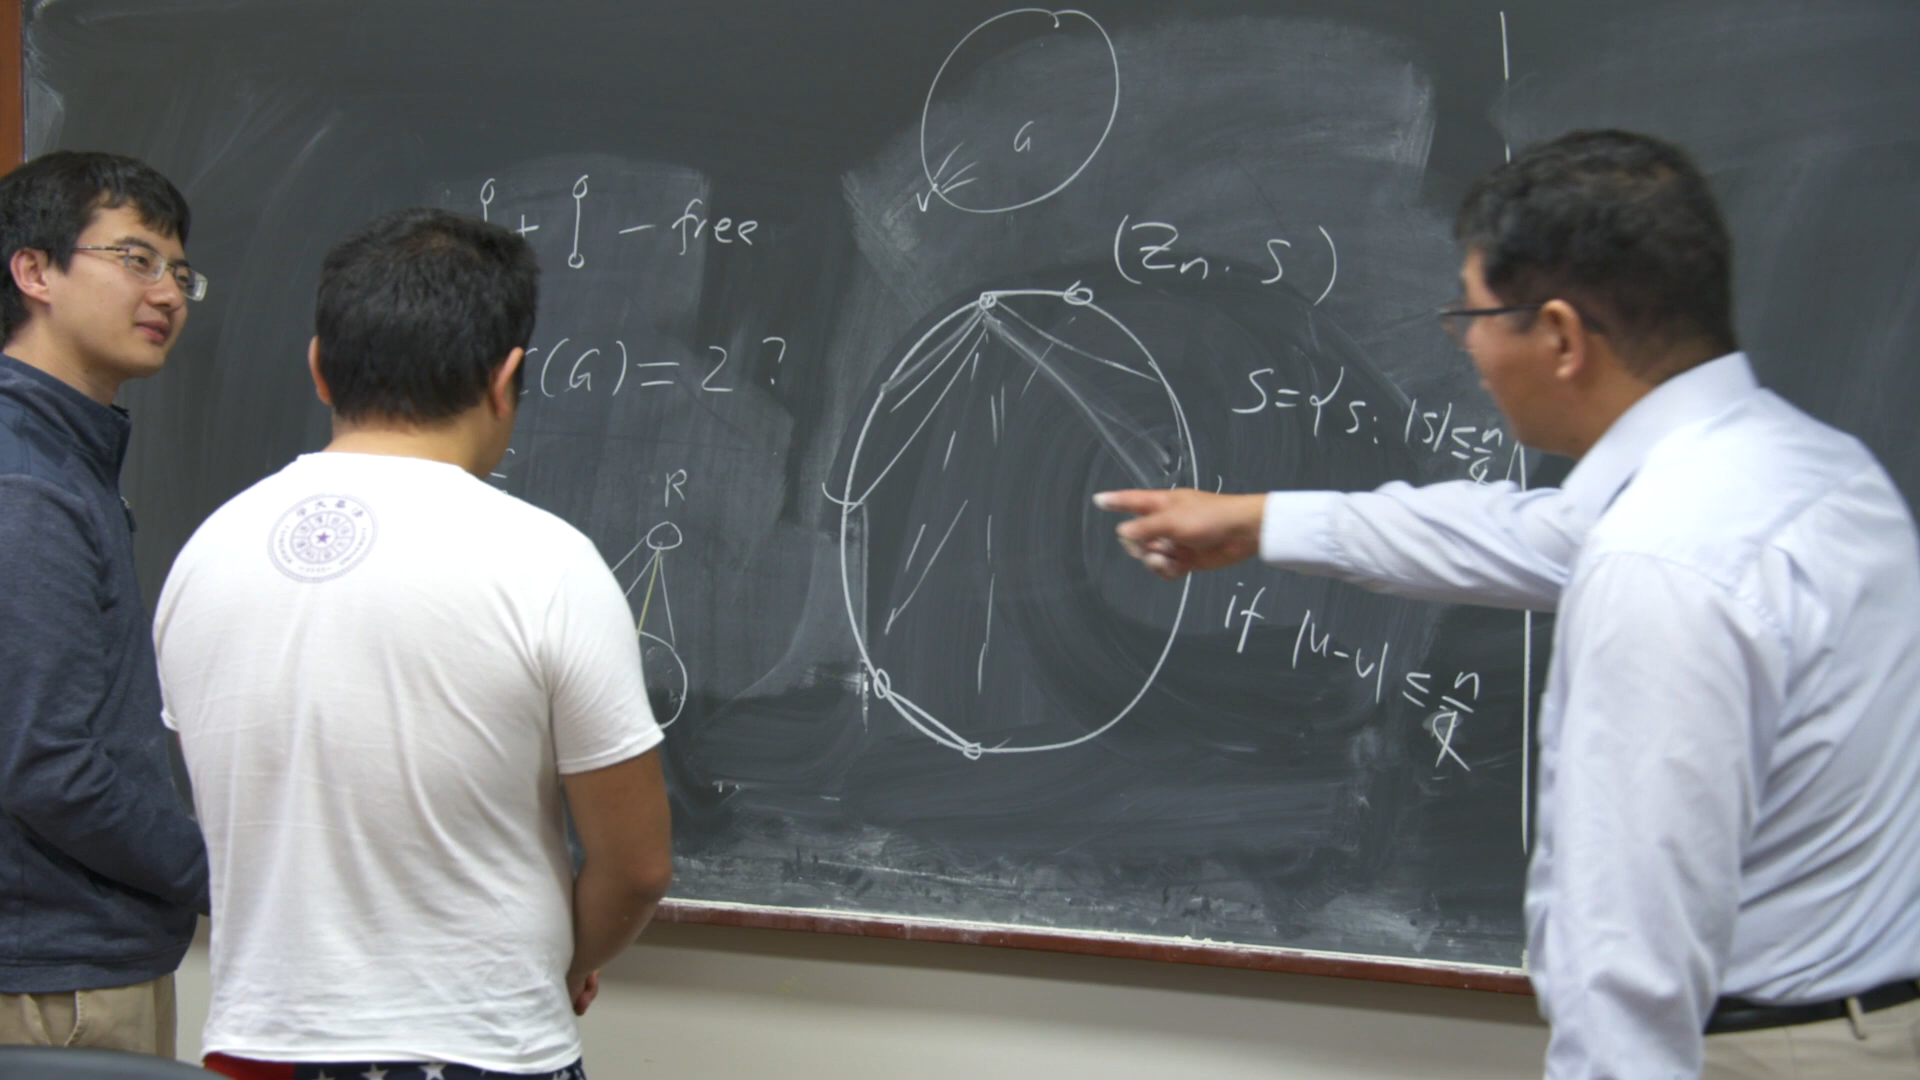 G
v
+ — free
(Zn, S)
(G) = 2 ?
S = { s: |s| ≤ n/
R
if |u-v| ≤ n/